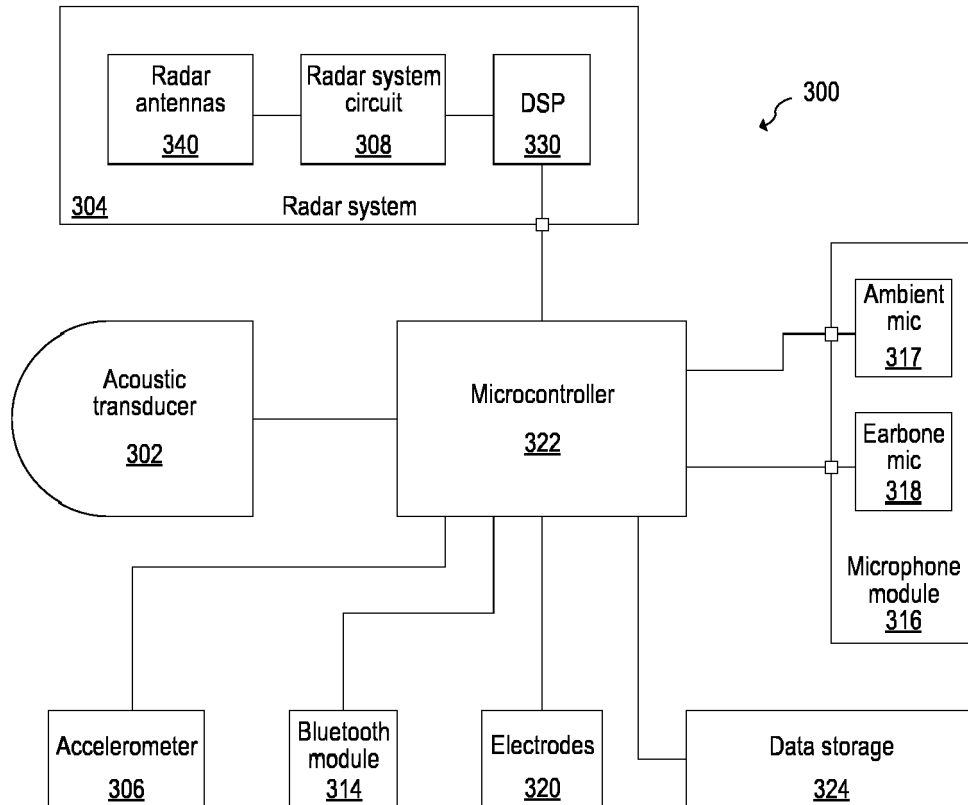 Radar
antennas
340
Radar system
circuit
308
DSP
330
304
Radar system
300
Acoustic
transducer
302
Microcontroller
322
Ambient
mic
317
Earbone
mic
318
Microphone
module
316
Accelerometer
306
Bluetooth
module
314
Electrodes
320
Data storage
324